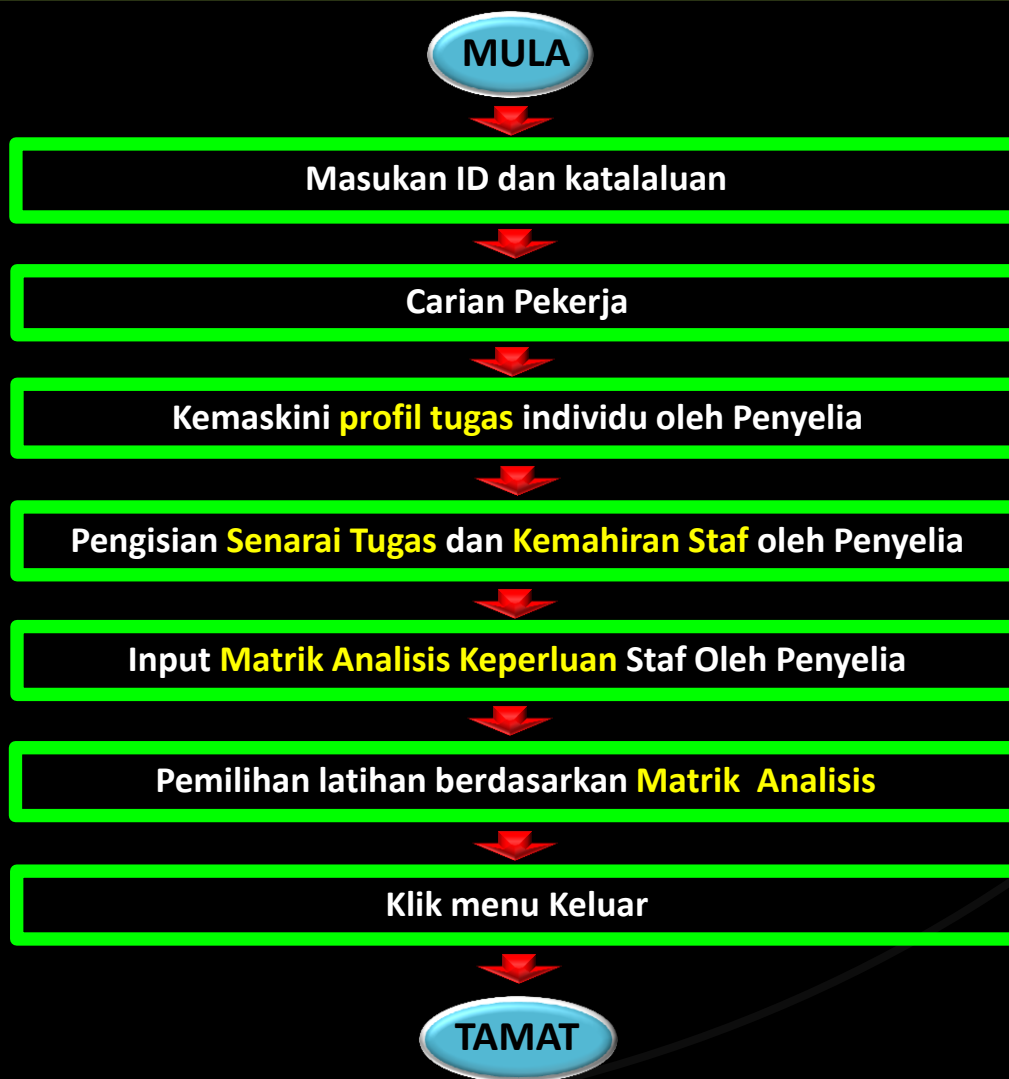 MULA
Masukan ID dan katalaluan
Carian Pekerja
Kemaskini profil tugas individu oleh Penyelia
Pengisian Senarai Tugas dan Kemahiran Staf oleh Penyelia
Input Matrik Analisis Keperluan Staf Oleh Penyelia
Pemilihan latihan berdasarkan Matrik  Analisis
Klik menu Keluar
TAMAT